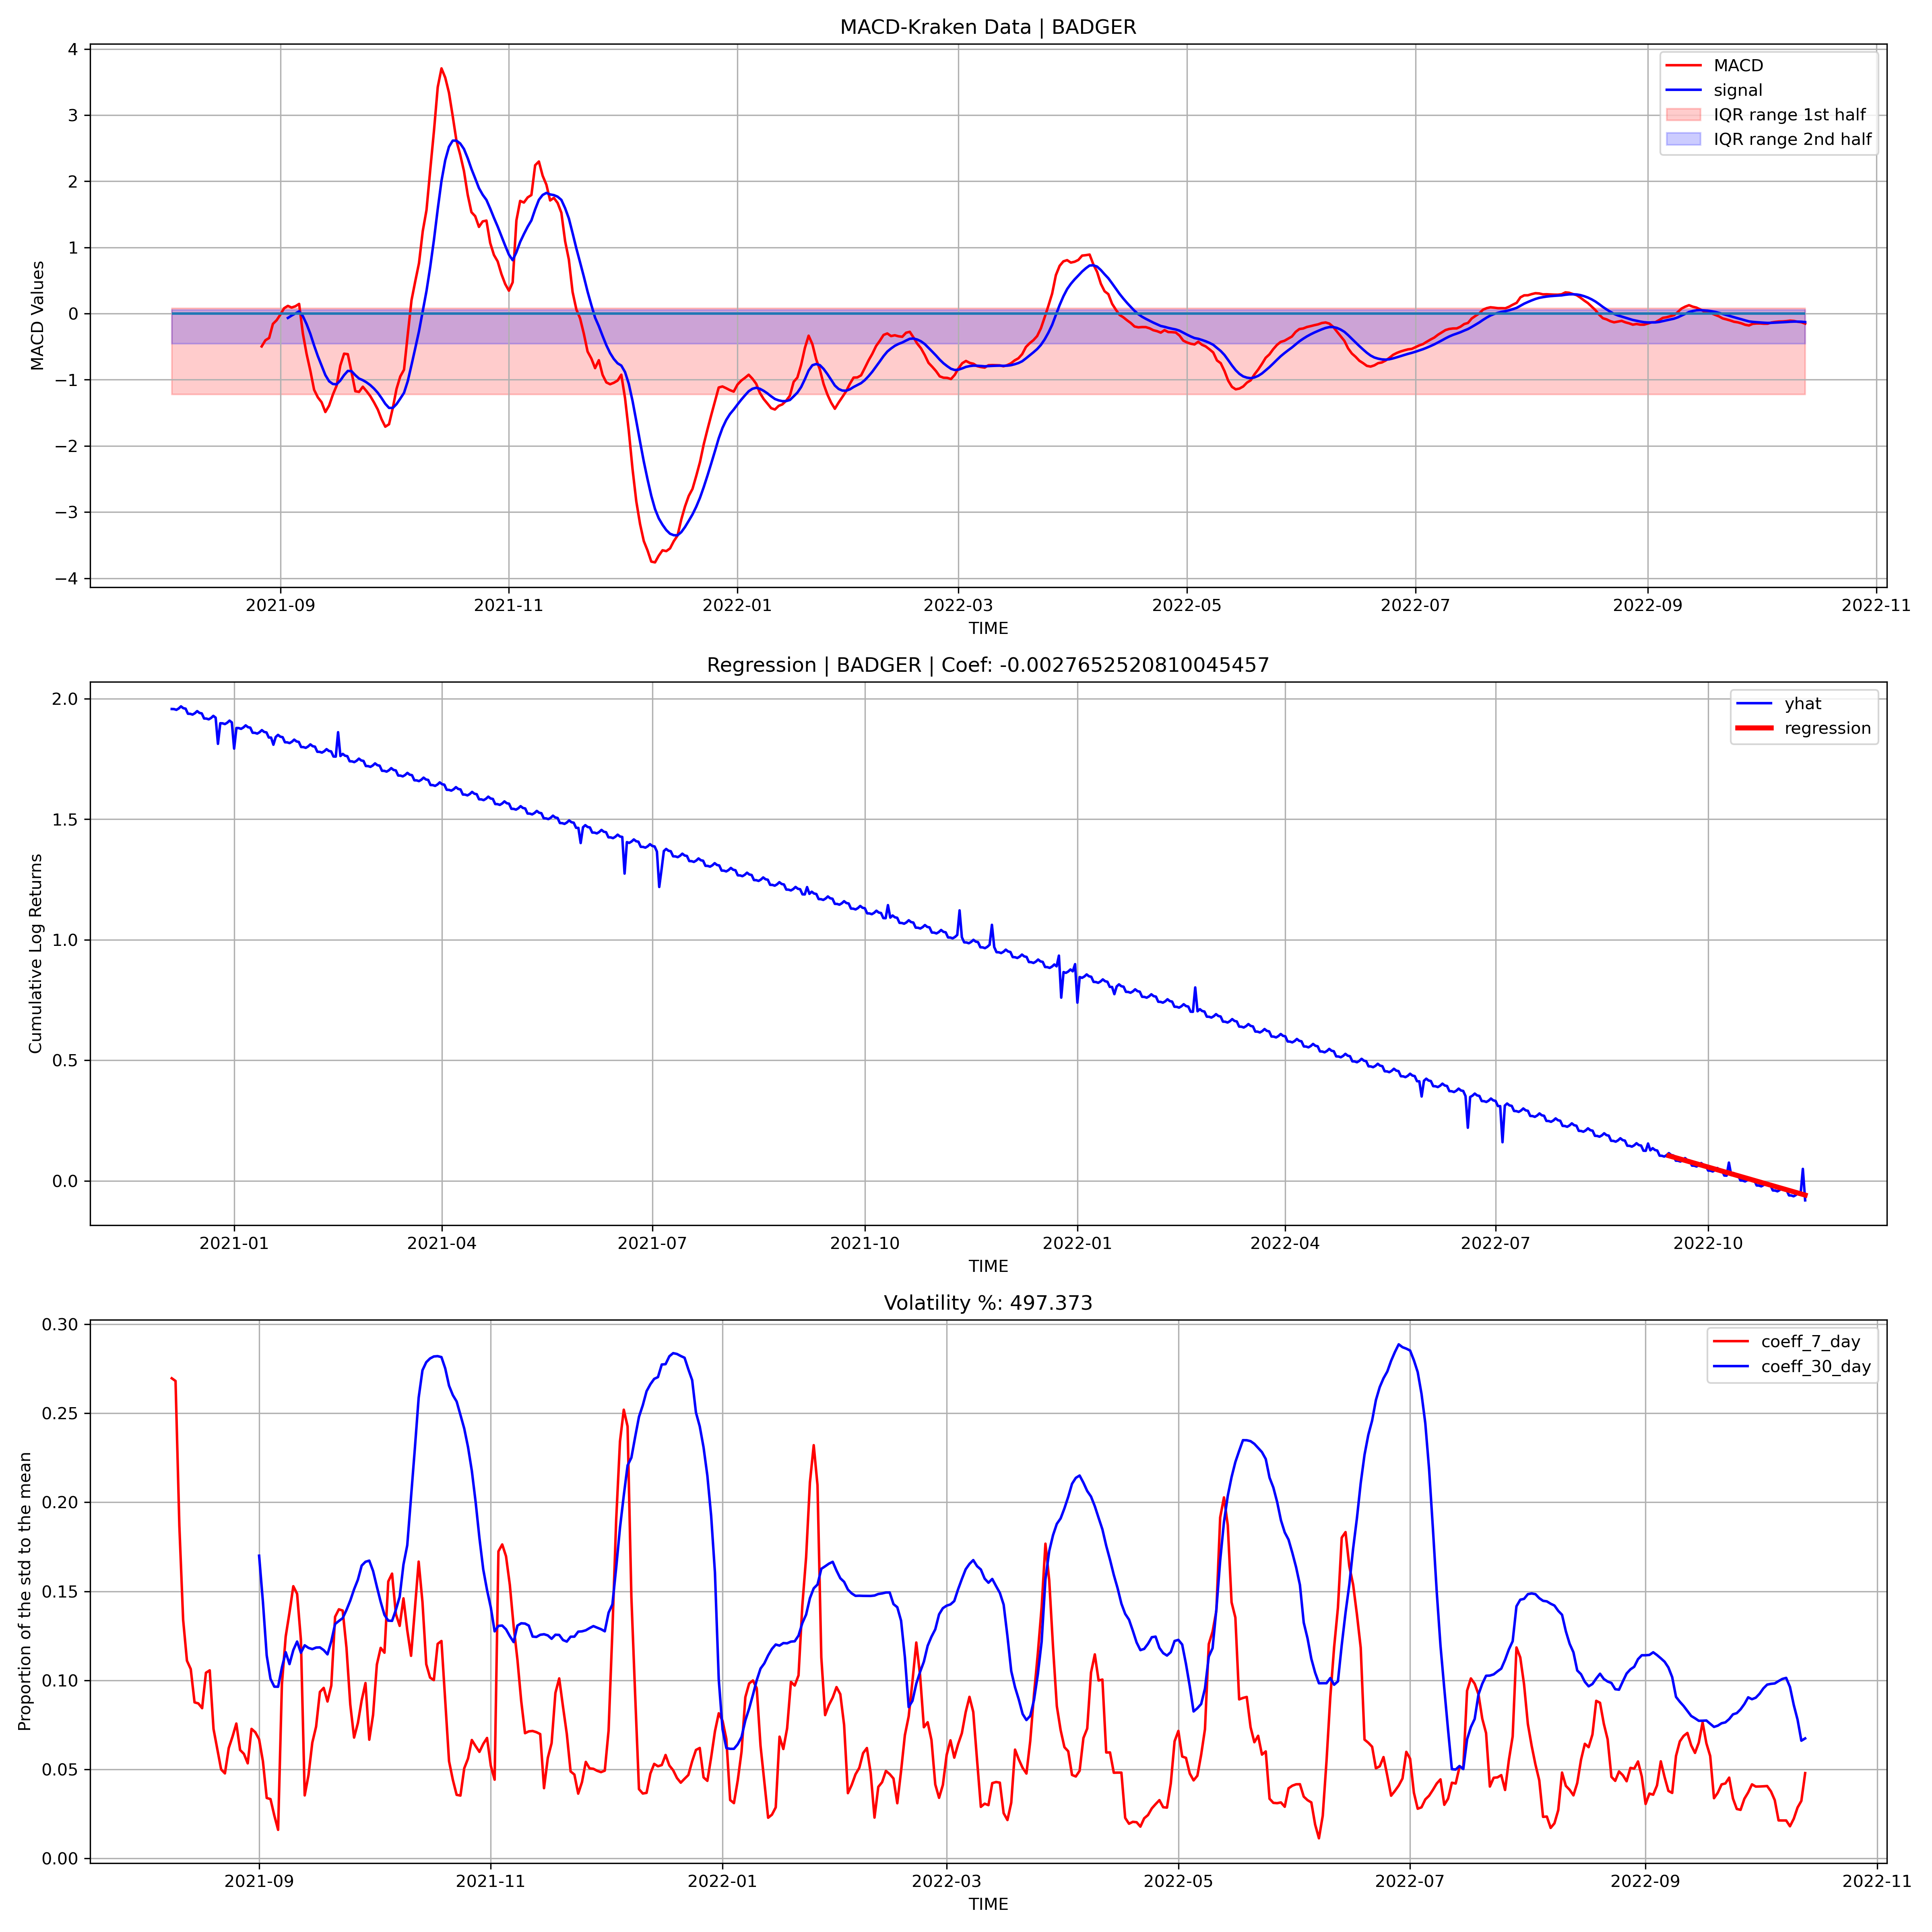 MACD-Kraken Data | BADGER
MACD Values
4
3
2
1
0
−1
−2
−3
−4
MACD
signal
IQR range 1st half
IQR range 2nd half
2021-09 2021-11 2022-01 2022-03 2022-05 2022-07 2022-09 2022-11
TIME
Regression | BADGER | Coef: -0.0027652520810045457
Cumulative Log Returns
2.0
1.5
1.0
0.5
0.0
yhat
regression
2021-01 2021-04 2021-07 2021-10 2022-01 2022-04 2022-07 2022-10
TIME
Volatility %: 497.373
Proportion of the std to the mean
0.30
0.25
0.20
0.15
0.10
0.05
0.00
coeff_7_day
coeff_30_day
2021-09 2021-11 2022-01 2022-03 2022-05 2022-07 2022-09 2022-11
TIME